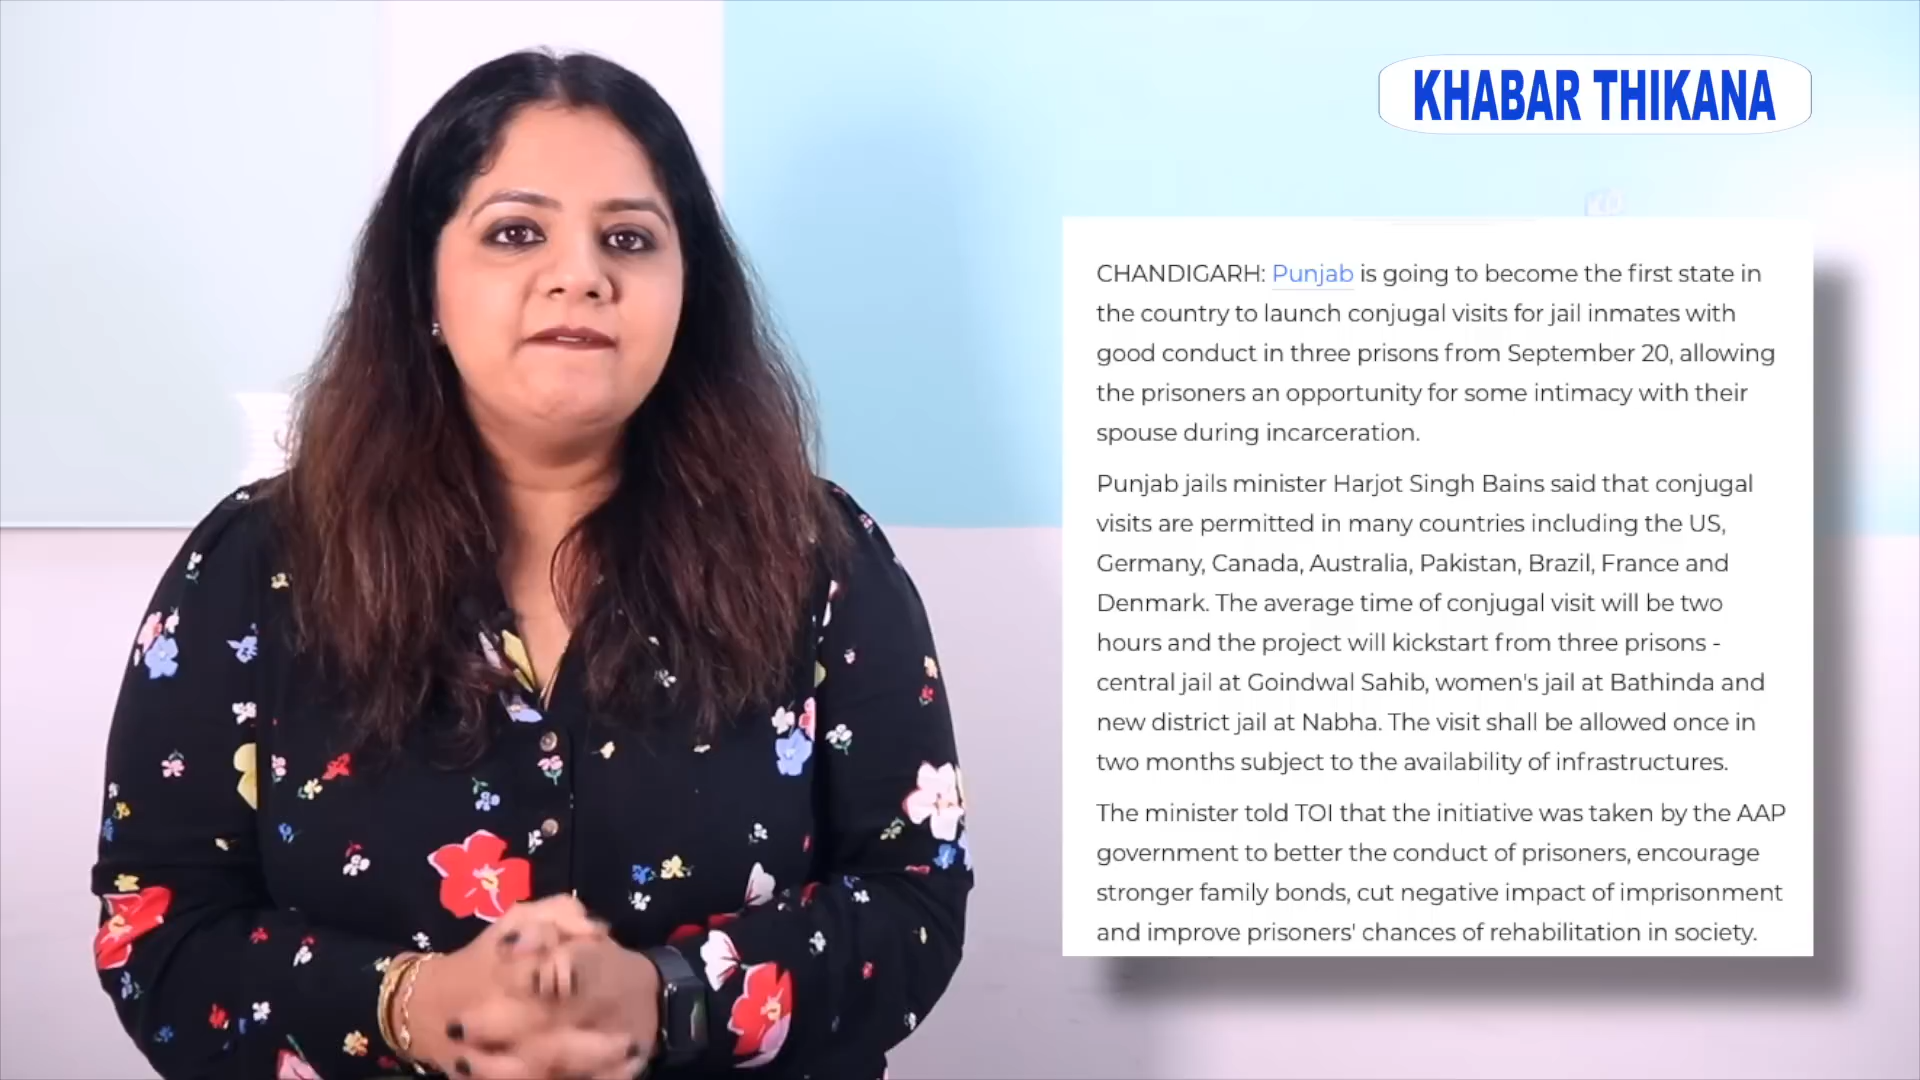 KHABAR THIKANA
CHANDIGARH: Punjab is going to become the first state in
the country to launch conjugal visits for jail inmates with
good conduct in three prisons from September 20, allowing
the prisoners an opportunity for some intimacy with their
spouse during incarceration.
Punjab jails minister Harjot Singh Bains said that conjugal
visits are permitted in many countries including the US,
Germany, Canada, Australia, Pakistan, Brazil, France and
Denmark. The average time of conjugal visit will be two
hours and the project will kickstart from three prisons -
central jail at Goindwal Sahib, women's jail at Bathinda and
new district jail at Nabha. The visit shall be allowed once in
two months subject to the availability of infrastructures.
The minister told TOI that the initiative was taken by the AAP
government to better the conduct of prisoners, encourage
stronger family bonds, cut negative impact of imprisonment
and improve prisoners' chances of rehabilitation in society.